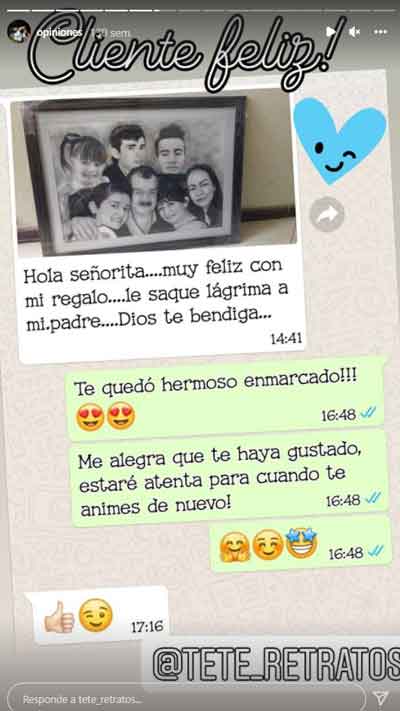 opiniones 129 sem
Cliente feliz!
Hola señorita....muy feliz con
mi regalo....le saque lágrima a
mi.padre....Dios te bendiga...
14:41
Te quedó hermoso enmarcado!!!
😍😍
16:48
Me alegra que te haya gustado,
estaré atenta para cuando te
animes de nuevo!
16:48
🤗☺️🤩
16:48
👍🏻😉
17:16
@TETE_RETRATOS
Responde a tete_retratos...